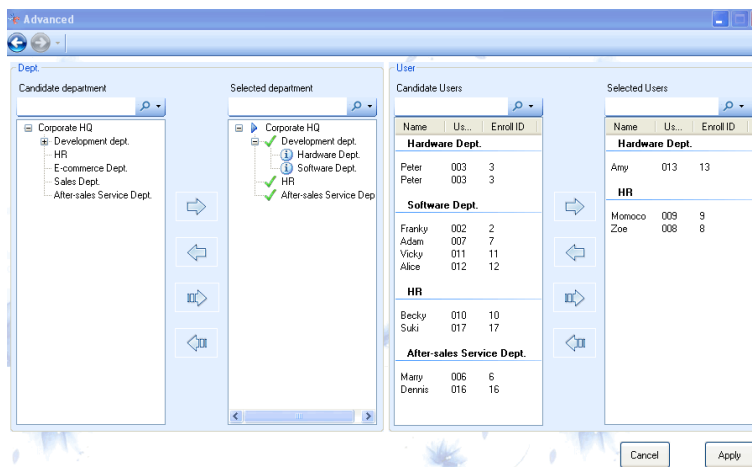 Advanced
Dept.
Candidate department
Corporate HQ
Development dept.
HR
E-commerce Dept.
Sales Dept.
After-sales Service Dept.
Selected department
Corporate HQ
Development dept.
Hardware Dept.
Software Dept.
HR
After-sales Service Dep
User
Candidate Users
Name Us... Enroll ID
Hardware Dept.
Peter 003 3
Peter 003 3
Software Dept.
Franky 002 2
Adam 007 7
Vicky 011 11
Alice 012 12
HR
Becky 010 10
Suki 017 17
After-sales Service Dept.
Marry 006 6
Dennis 016 16
Selected Users
Name Us... Enroll ID
Hardware Dept.
Amy 013 13
HR
Momoco 009 9
Zoe 008 8
Cancel Apply